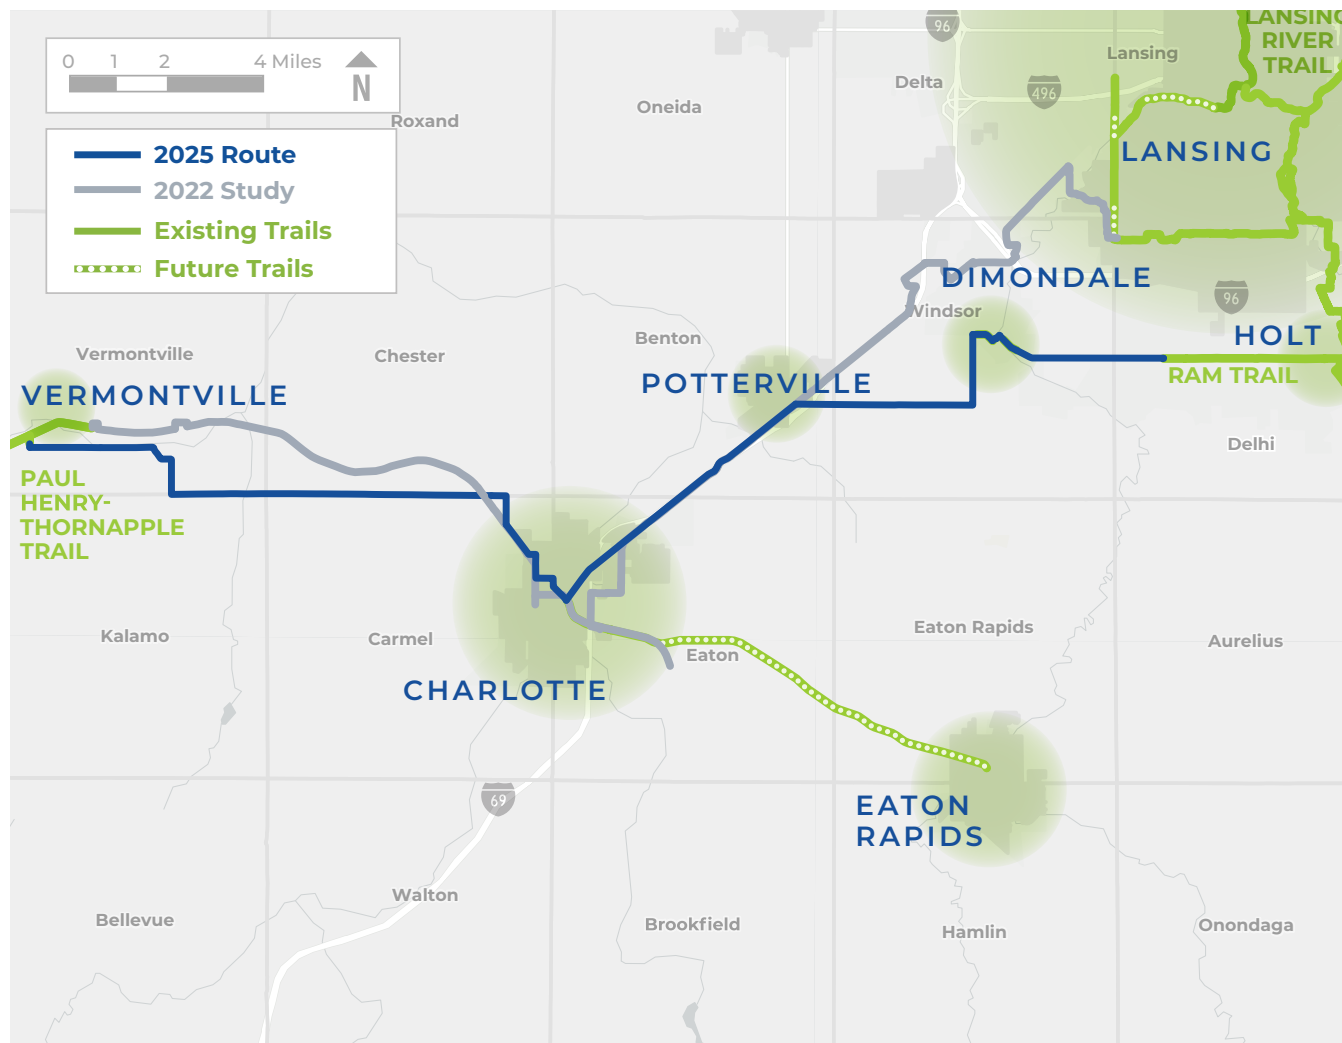 0 1 2 4 Miles
N
2025 Route
2022 Study
Existing Trails
Future Trails
LANSING
RIVER
TRAIL
96
Lansing
Delta
496
Oneida
Roxand
LANSING
DIMONDALE
96
Windsor
HOLT
Benton
Vermontville
Chester
RAM TRAIL
POTTERVILLE
VERMONTVILLE
Delhi
PAUL
HENRY-
THORNAPPLE
TRAIL
Kalamo
Carmel
Eaton Rapids
Aurelius
Eaton
CHARLOTTE
69
EATON
RAPIDS
Walton
Bellevue
Brookfield
Hamlin
Onondaga